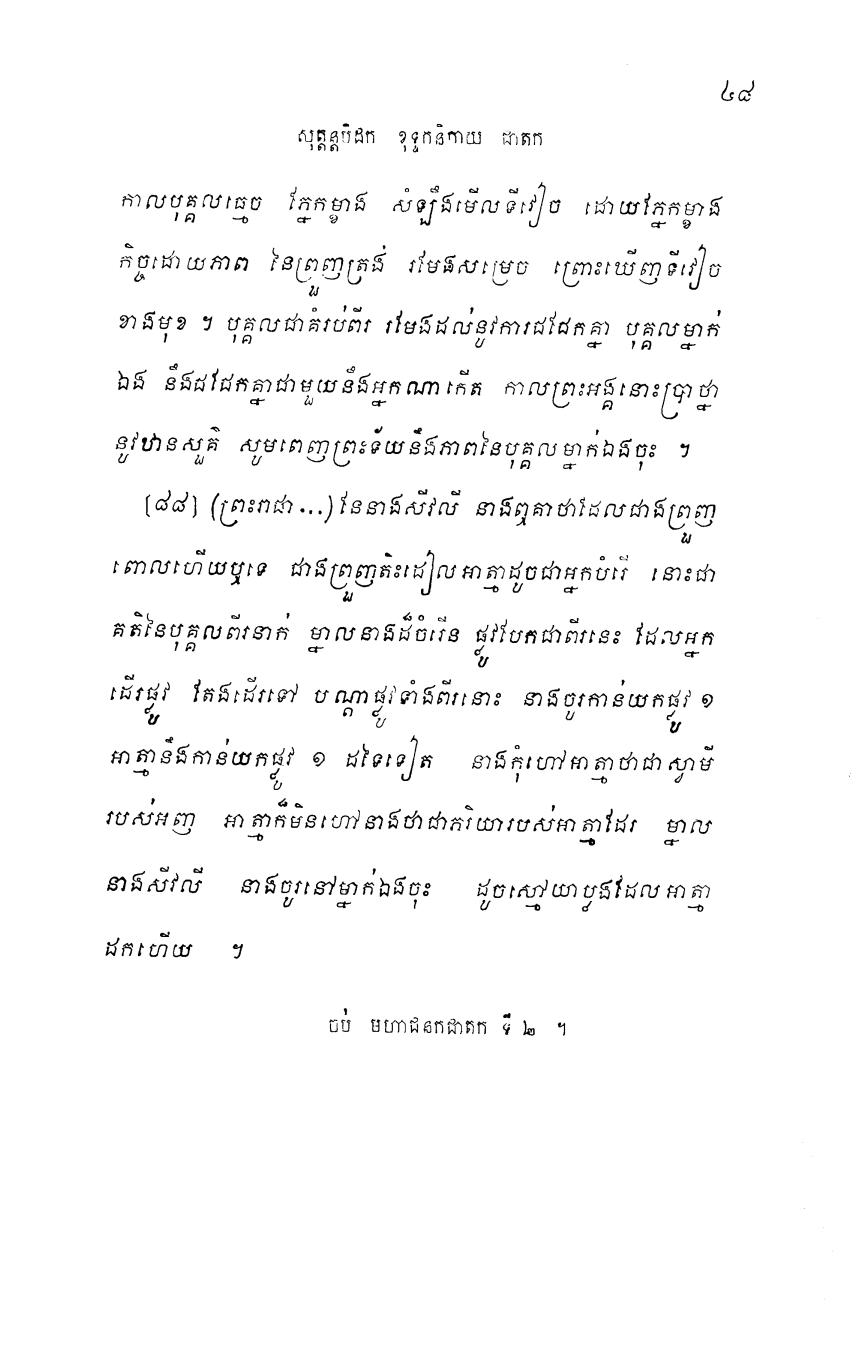 ៤៨
សុត្តន្តបិដក ខុទ្ទកនិកាយ ជាតក
កាលបុគ្គលធ្មេច ភ្នែកម្ខាង សំឡឹងមើលទីវៀច ដោយភ្នែកម្ខាង
កិច្ចដោយភាព នៃព្រួញត្រង់ រមែងសម្រេច ព្រោះឃើញទីវៀច
ខាងមុខ ។ បុគ្គលជាគំរប់ពីរ រមែងដល់នូវការជជែកគ្នា បុគ្គលម្នាក់
ឯង នឹងជជែកគ្នាជាមួយនឹងអ្នកណាកើត កាលព្រះអង្គនោះប្រាថ្នា
នូវឋានសួគ៌ សូមពេញព្រះទ័យនឹងភាពនៃបុគ្គលម្នាក់ឯងចុះ ។
[៨៨] (ព្រះរាជា ...) នែនាងសីវលី នាងឮគាថាដែលជាងព្រួញ
ពោលហើយឬទេ ជាងព្រួញតិះដៀលអាត្មាដូចជាអ្នកបំរើ នោះជា
គតិនៃបុគ្គលពីរនាក់ ម្នាលនាងដ៏ចំរើន ផ្លូវបែកជាពីរនេះ ដែលអ្នក
ដើរផ្លូវ តែងដើរទៅ បណ្តាផ្លូវទាំងពីរនោះ នាងចូរកាន់យកផ្លូវ ១
អាត្មានឹងកាន់យកផ្លូវ ១ ដទៃទៀត នាងកុំហៅអាត្មាថាជាស្វាមី
របស់អញ អាត្មាក៏មិនហៅនាងថាជាភរិយារបស់អាត្មាដែរ ម្នាល
នាងសីវលី នាងចូរនៅម្នាក់ឯងចុះ ដូចស្មៅយាប្លងដែលអាត្មា
ដកហើយ ។
ចប់ មហាជនកជាតក ទី ២ ។